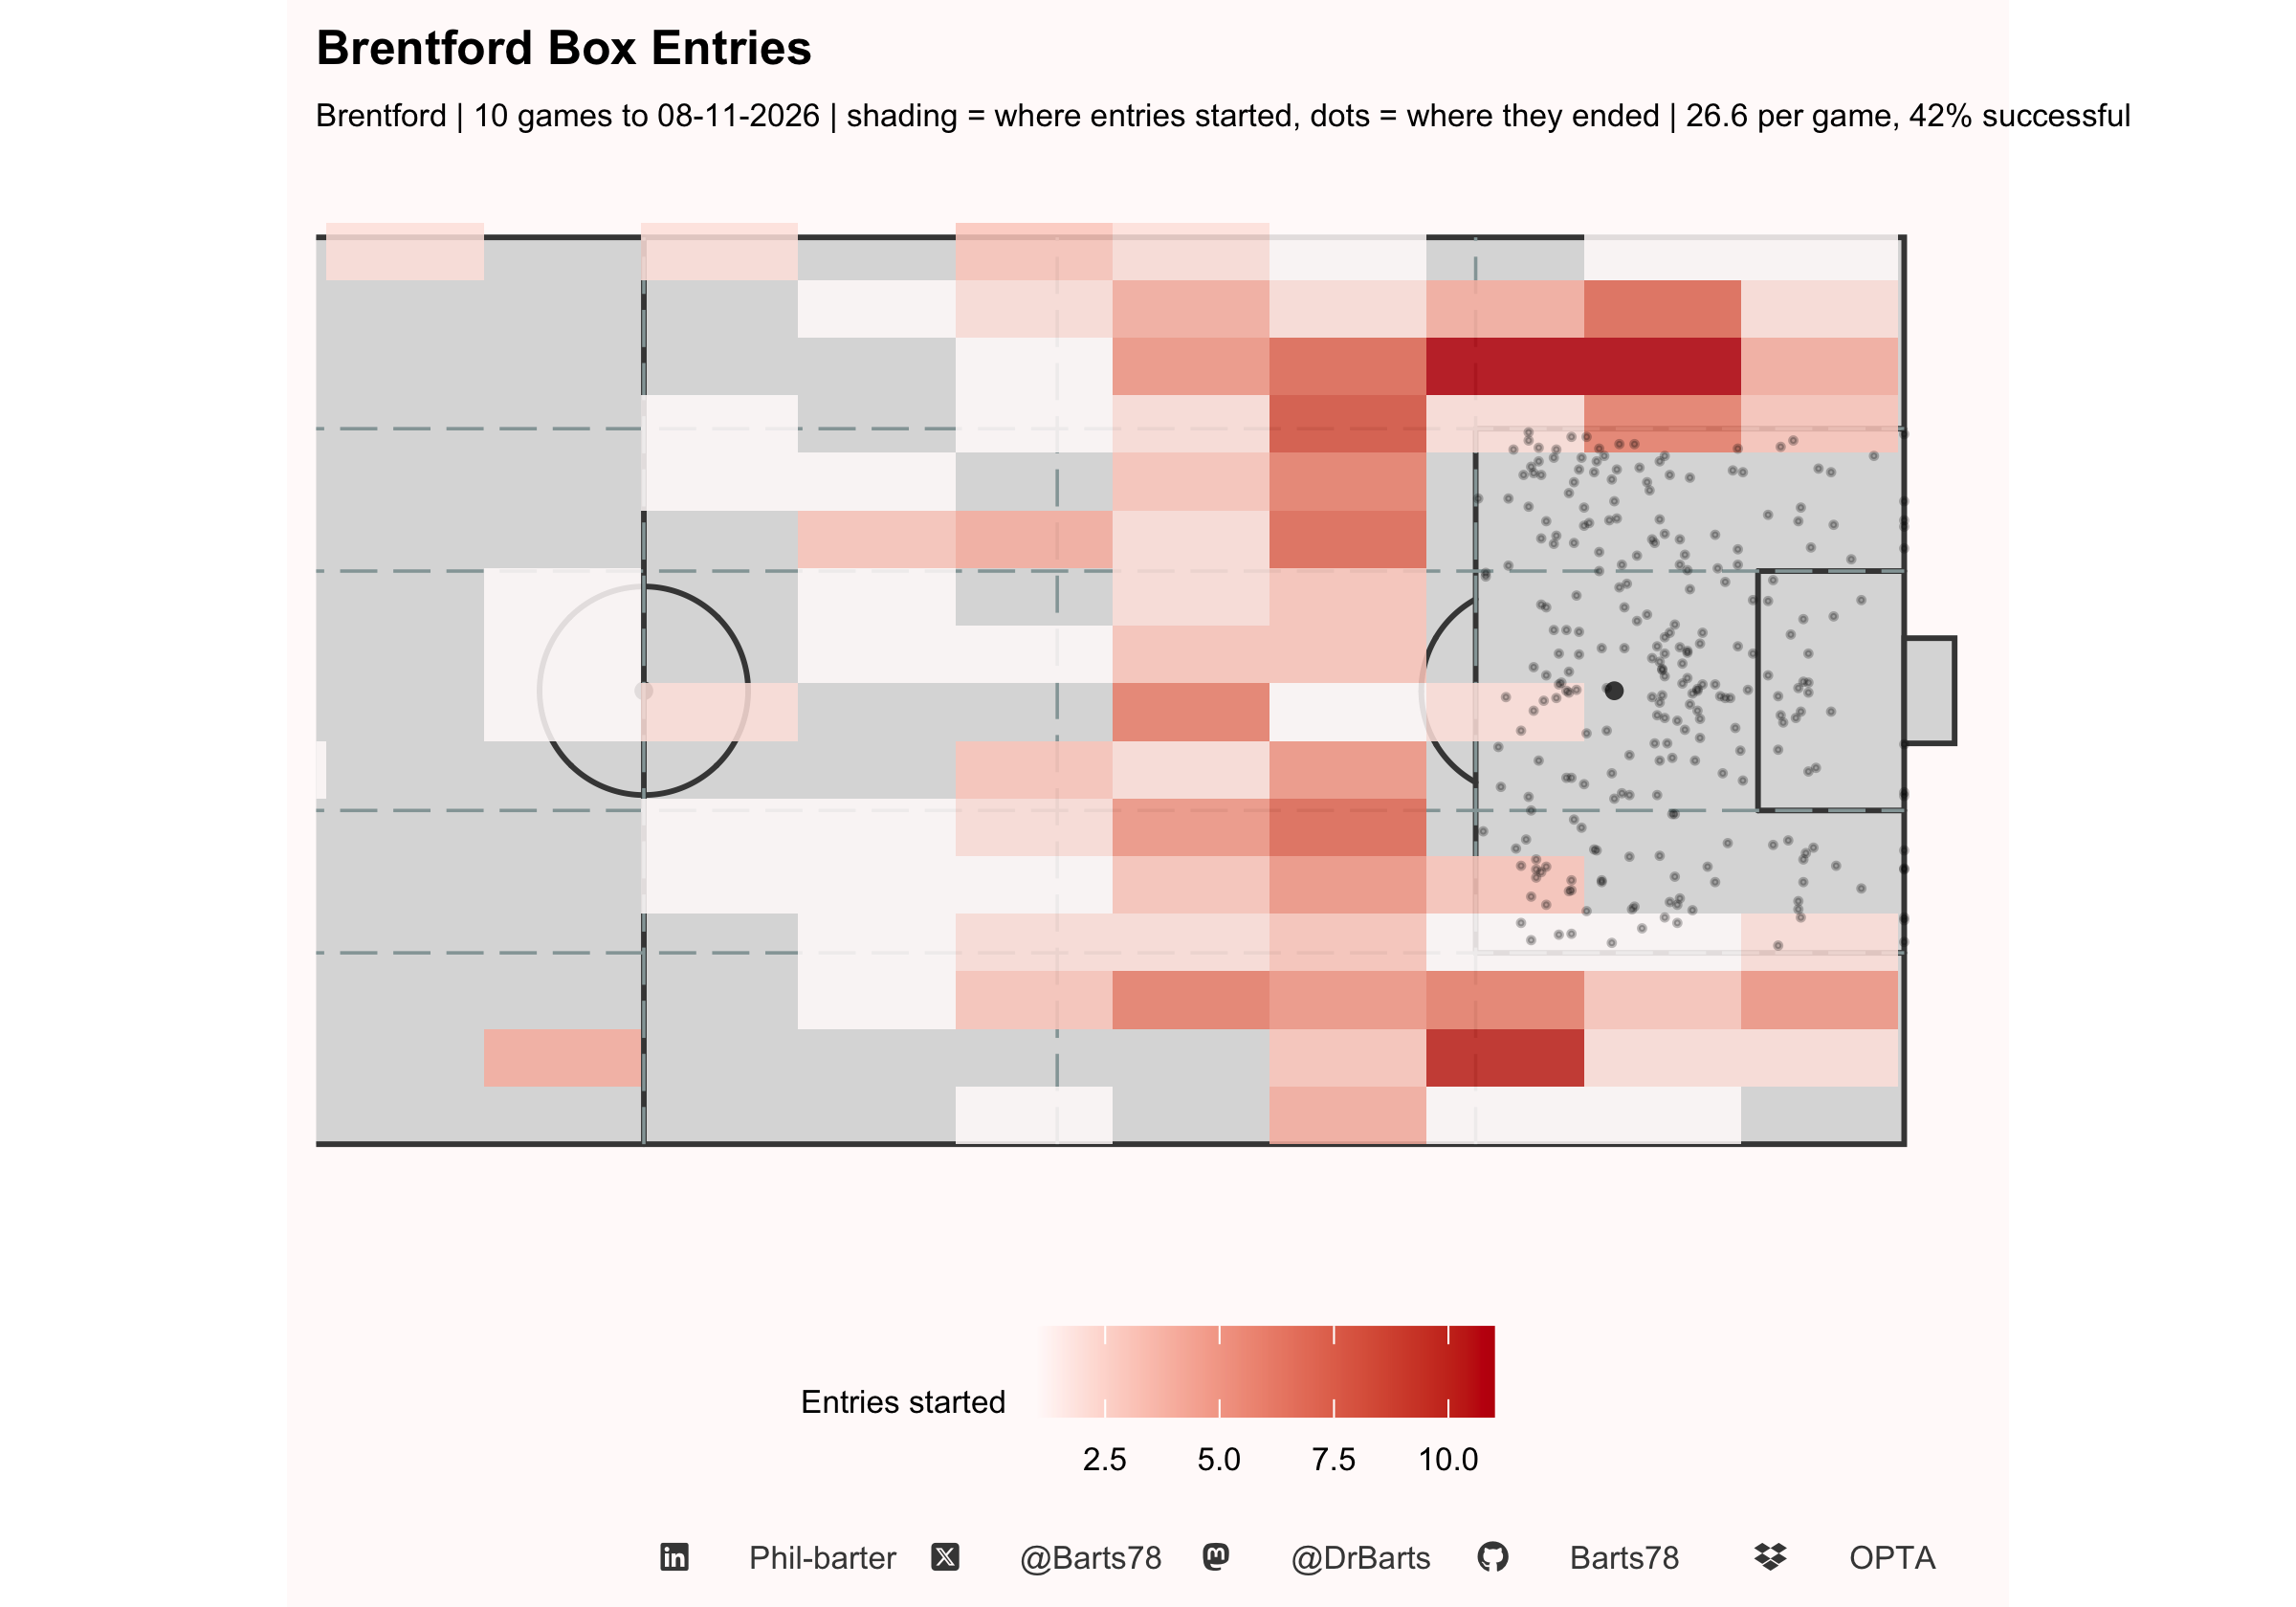 Brentford Box Entries
Brentford | 10 games to 08-11-2026 | shading = where entries started, dots = where they ended | 26.6 per game, 42% successful
Entries started
2.5 5.0 7.5 10.0
Phil-barter @Barts78 @DrBarts Barts78 OPTA